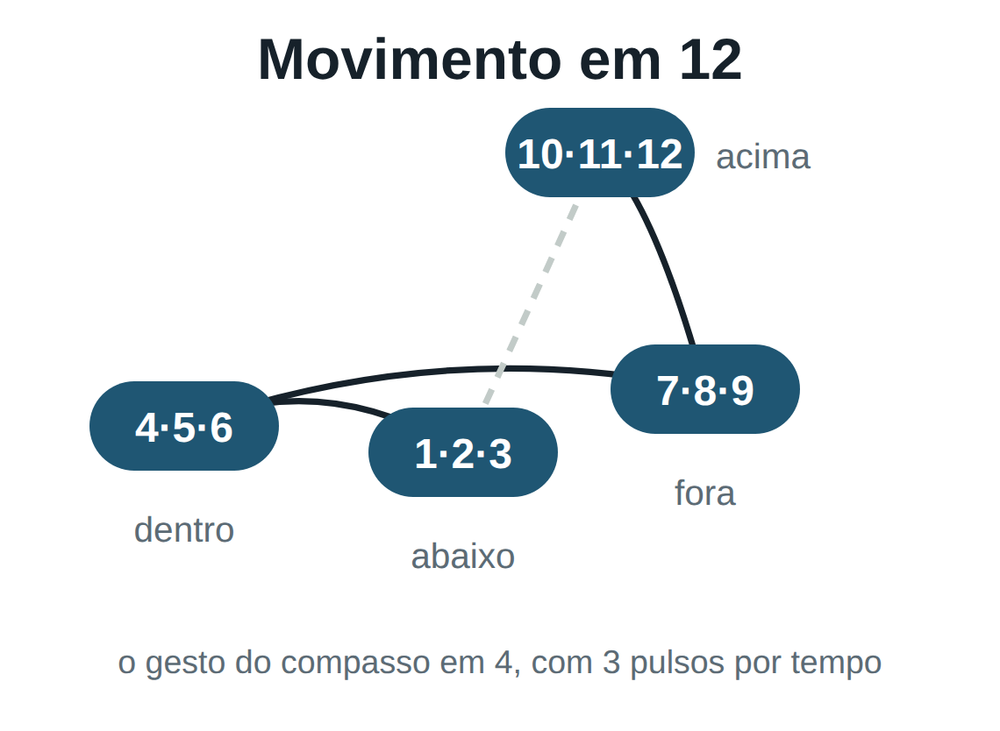 Movimento em 12
10·11·12
acima
7·8·9
4·5·6
1·2·3
fora
dentro
abaixo
o gesto do compasso em 4, com 3 pulsos por tempo